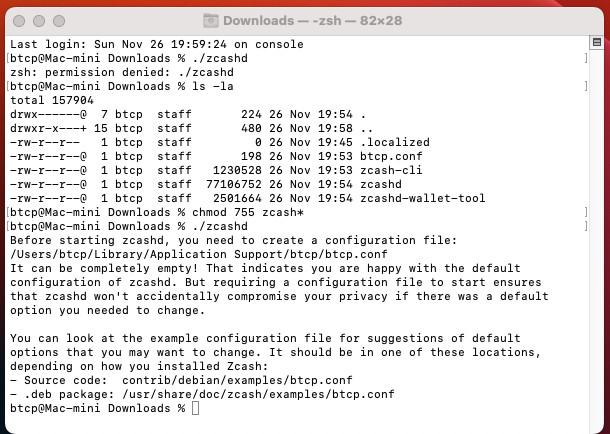 Downloads — -zsh — 82×28
Last login: Sun Nov 26 19:59:24 on console
[btcp@Mac-mini Downloads % ./zcashd ]
zsh: permission denied: ./zcashd
[btcp@Mac-mini Downloads % ls -la ]
total 157904
drwx------@  7 btcp  staff       224 26 Nov 19:54 .
drwxr-x---+ 15 btcp  staff       480 26 Nov 19:58 ..
-rw-r--r--   1 btcp  staff         0 26 Nov 19:45 .localized
-rw-r--r--@  1 btcp  staff       198 26 Nov 19:53 btcp.conf
-rw-r--r--@  1 btcp  staff   1230528 26 Nov 19:53 zcash-cli
-rw-r--r--@  1 btcp  staff  77106752 26 Nov 19:54 zcashd
-rw-r--r--@  1 btcp  staff   2501664 26 Nov 19:54 zcashd-wallet-tool
[btcp@Mac-mini Downloads % chmod 755 zcash* ]
[btcp@Mac-mini Downloads % ./zcashd ]
Before starting zcashd, you need to create a configuration file:
/Users/btcp/Library/Application Support/btcp/btcp.conf
It can be completely empty! That indicates you are happy with the default
configuration of zcashd. But requiring a configuration file to start ensures
that zcashd won't accidentally compromise your privacy if there was a default
option you needed to change.

You can look at the example configuration file for suggestions of default
options that you may want to change. It should be in one of these locations,
depending on how you installed Zcash:
- Source code:  contrib/debian/examples/btcp.conf
- .deb package: /usr/share/doc/zcash/examples/btcp.conf
btcp@Mac-mini Downloads %